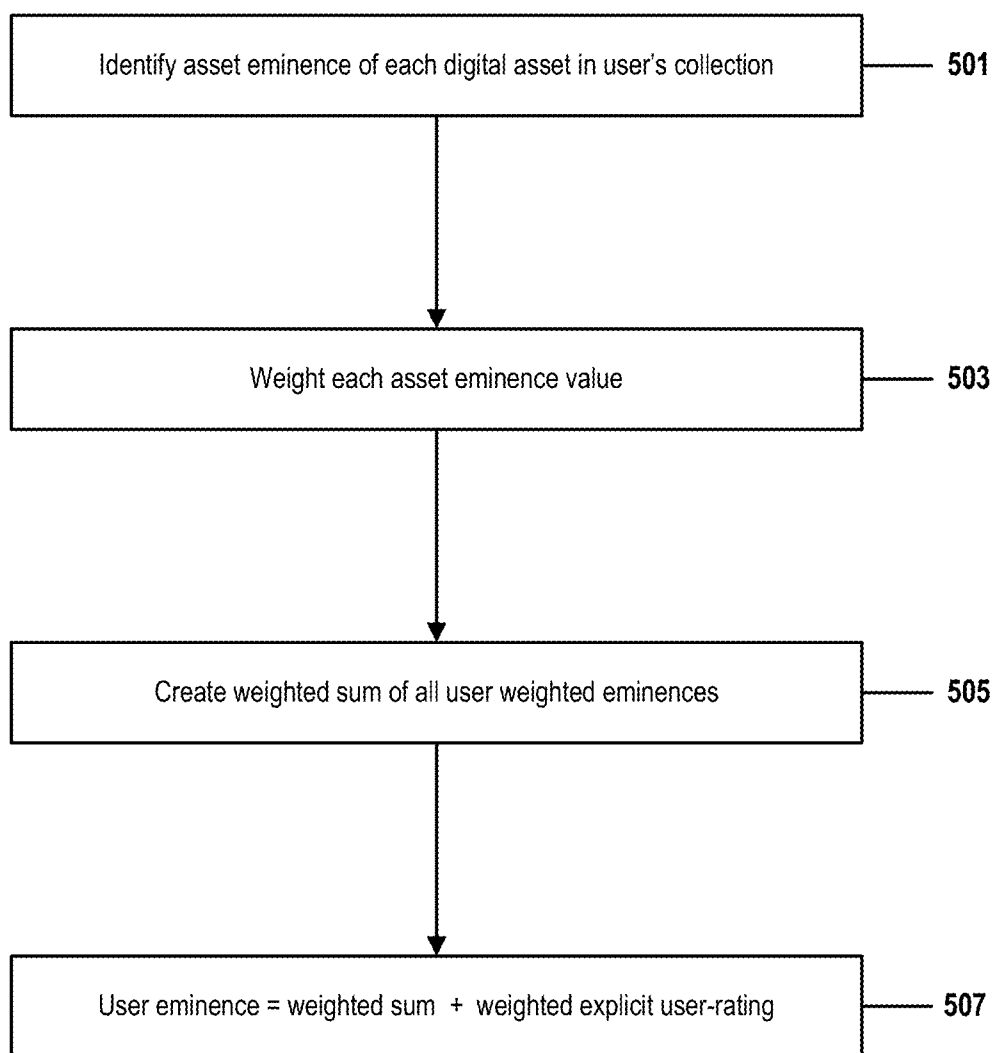 Identify asset eminence of each digital asset in user's collection
501
Weight each asset eminence value
503
Create weighted sum of all user weighted eminences
505
User eminence = weighted sum + weighted explicit user-rating
507